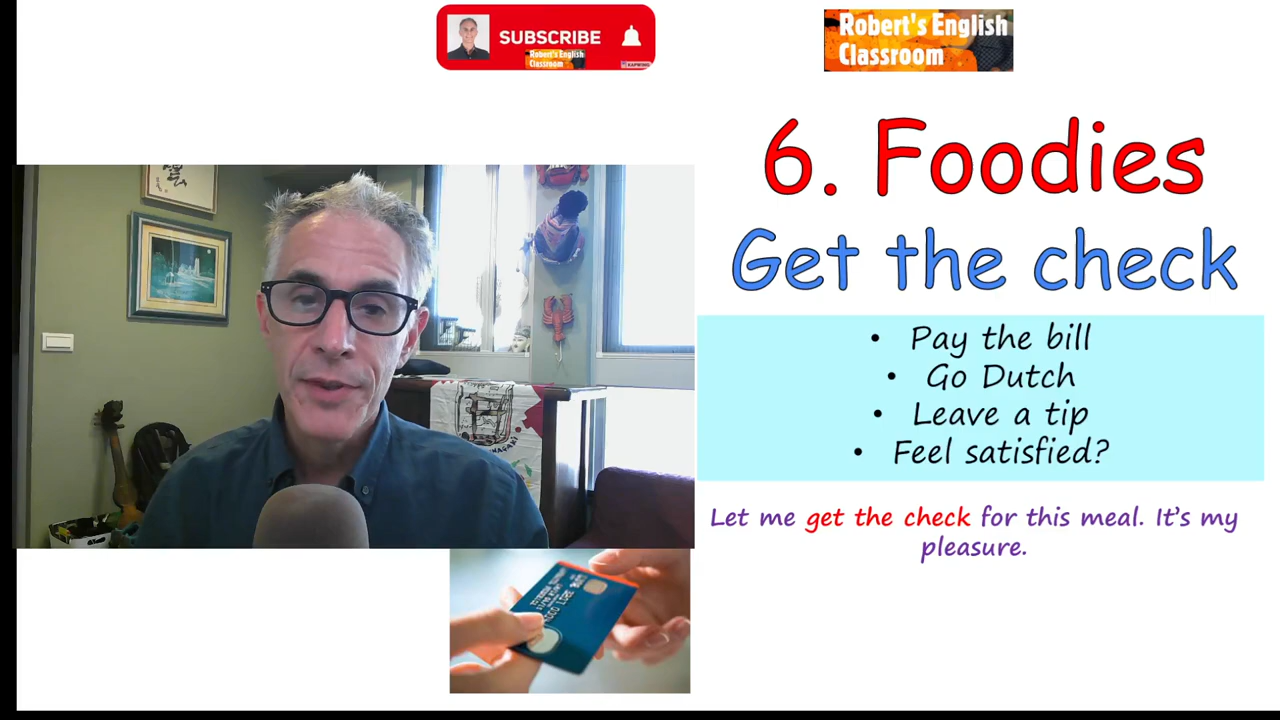 SUBSCRIBE
Robert's English
Classroom
KAPWING
Robert's English
Classroom
6. Foodies
Get the check
• Pay the bill
• Go Dutch
• Leave a tip
• Feel satisfied?
Let me get the check for this meal. It's my
pleasure.